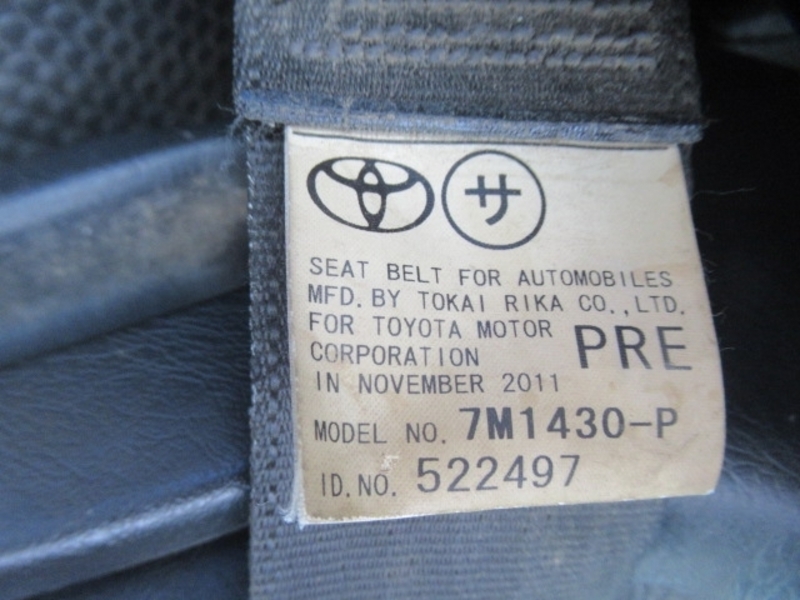 サ
SEAT BELT FOR AUTOMOBILES
MFD. BY TOKAI RIKA CO., LTD.
FOR TOYOTA MOTOR
CORPORATION PRE
IN NOVEMBER 2011
MODEL NO. 7M1430-P
ID. NO. 522497